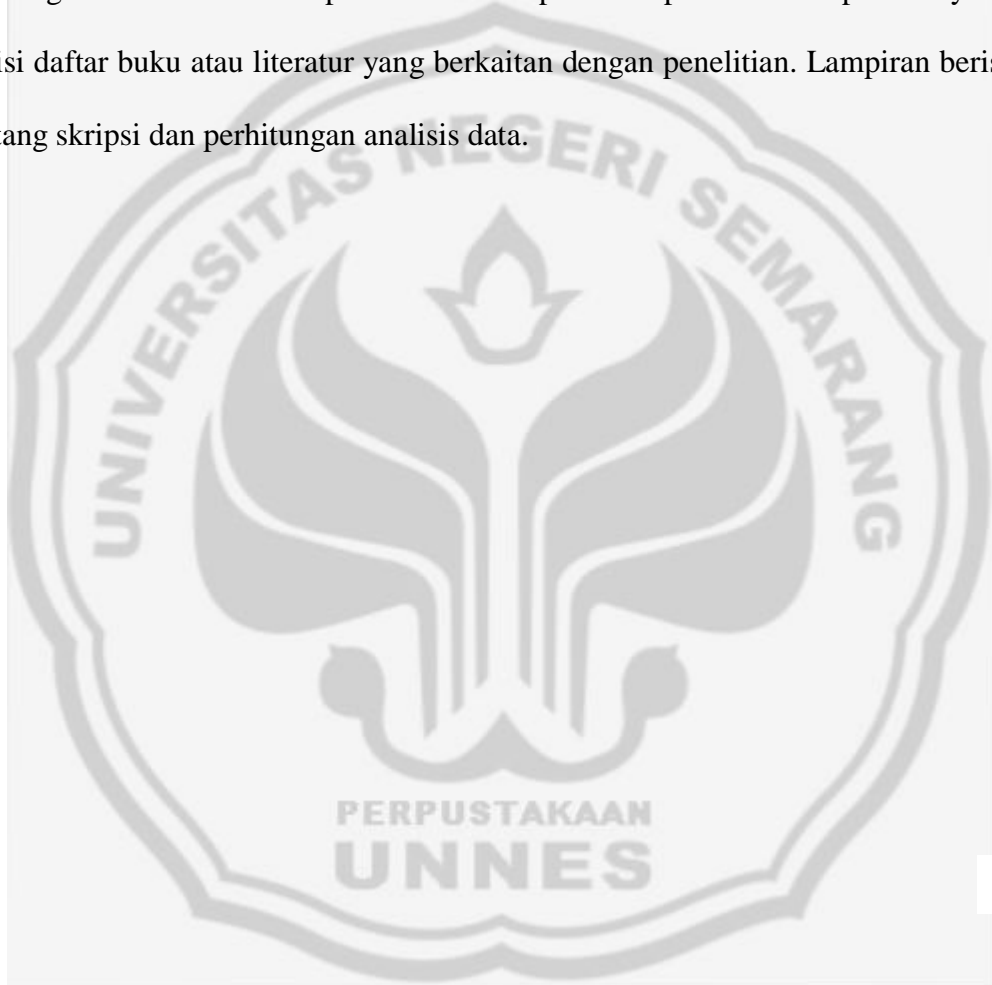 isi daftar buku atau literatur yang berkaitan dengan penelitian. Lampiran beris
tang skripsi dan perhitungan analisis data.
UNIVERSITAS NEGERI SEMARANG
PERPUSTAKAAN
UNNES